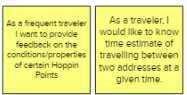 As a frequent traveler
I want to provide
feedback on the
conditions/properties
of certain Hoppin
Points
As a traveler, I
would like to know
time estimate of
travelling between
two addresses at a
given time.